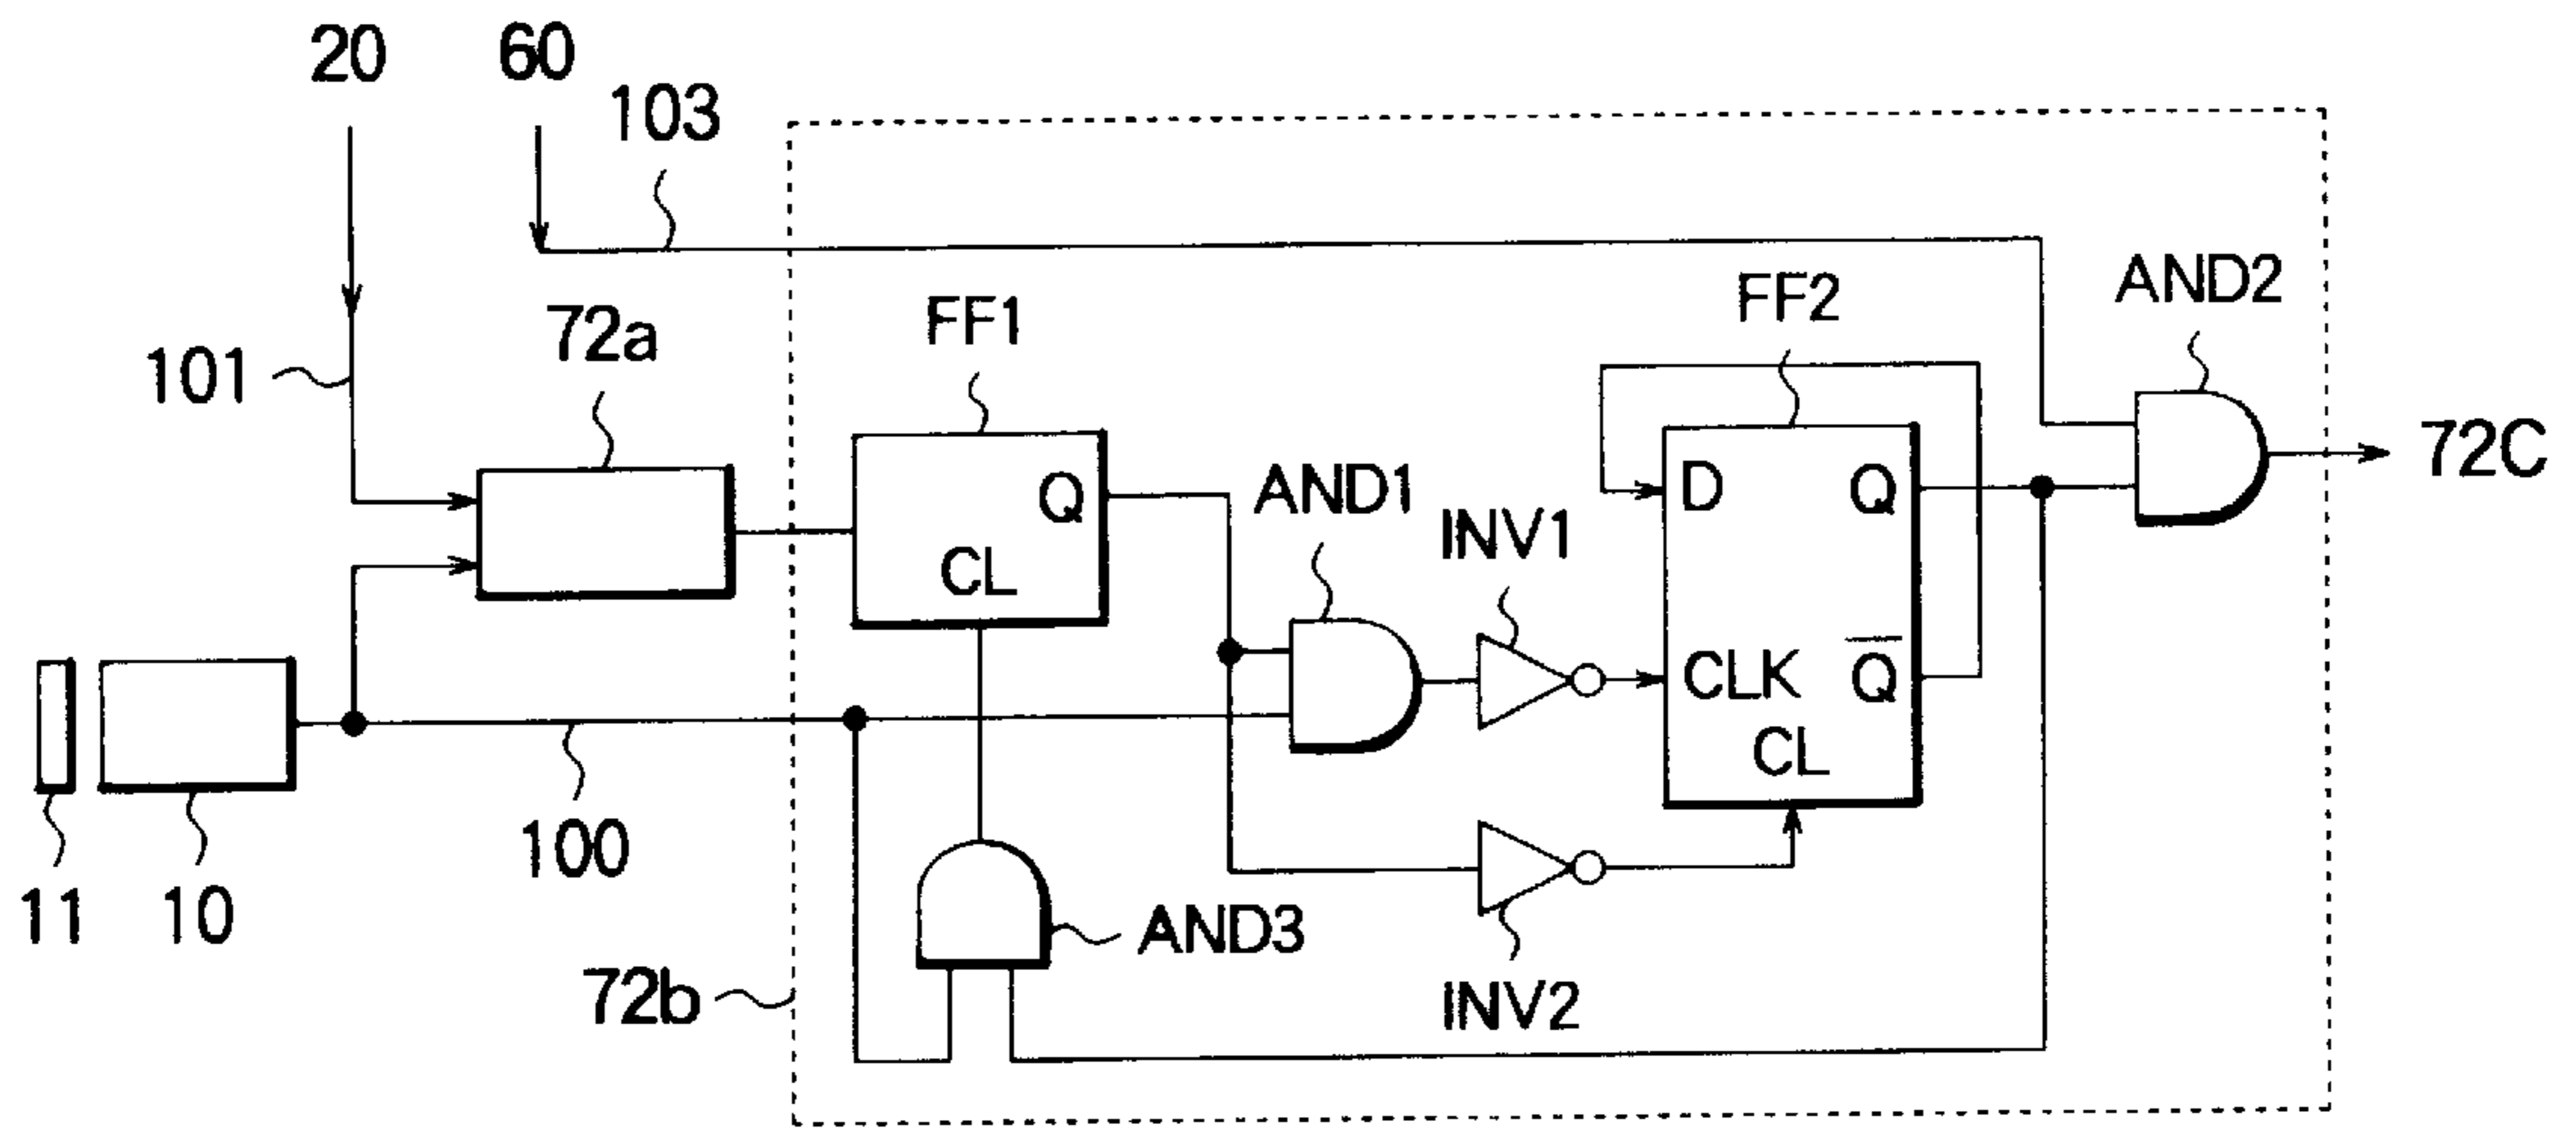 20
60
103
FF2
AND2
FF1
72a
101
72C
D
Q
Q
AND1
INV1
CL
CLK
Q̅
CL
100
11
10
AND3
72b
INV2